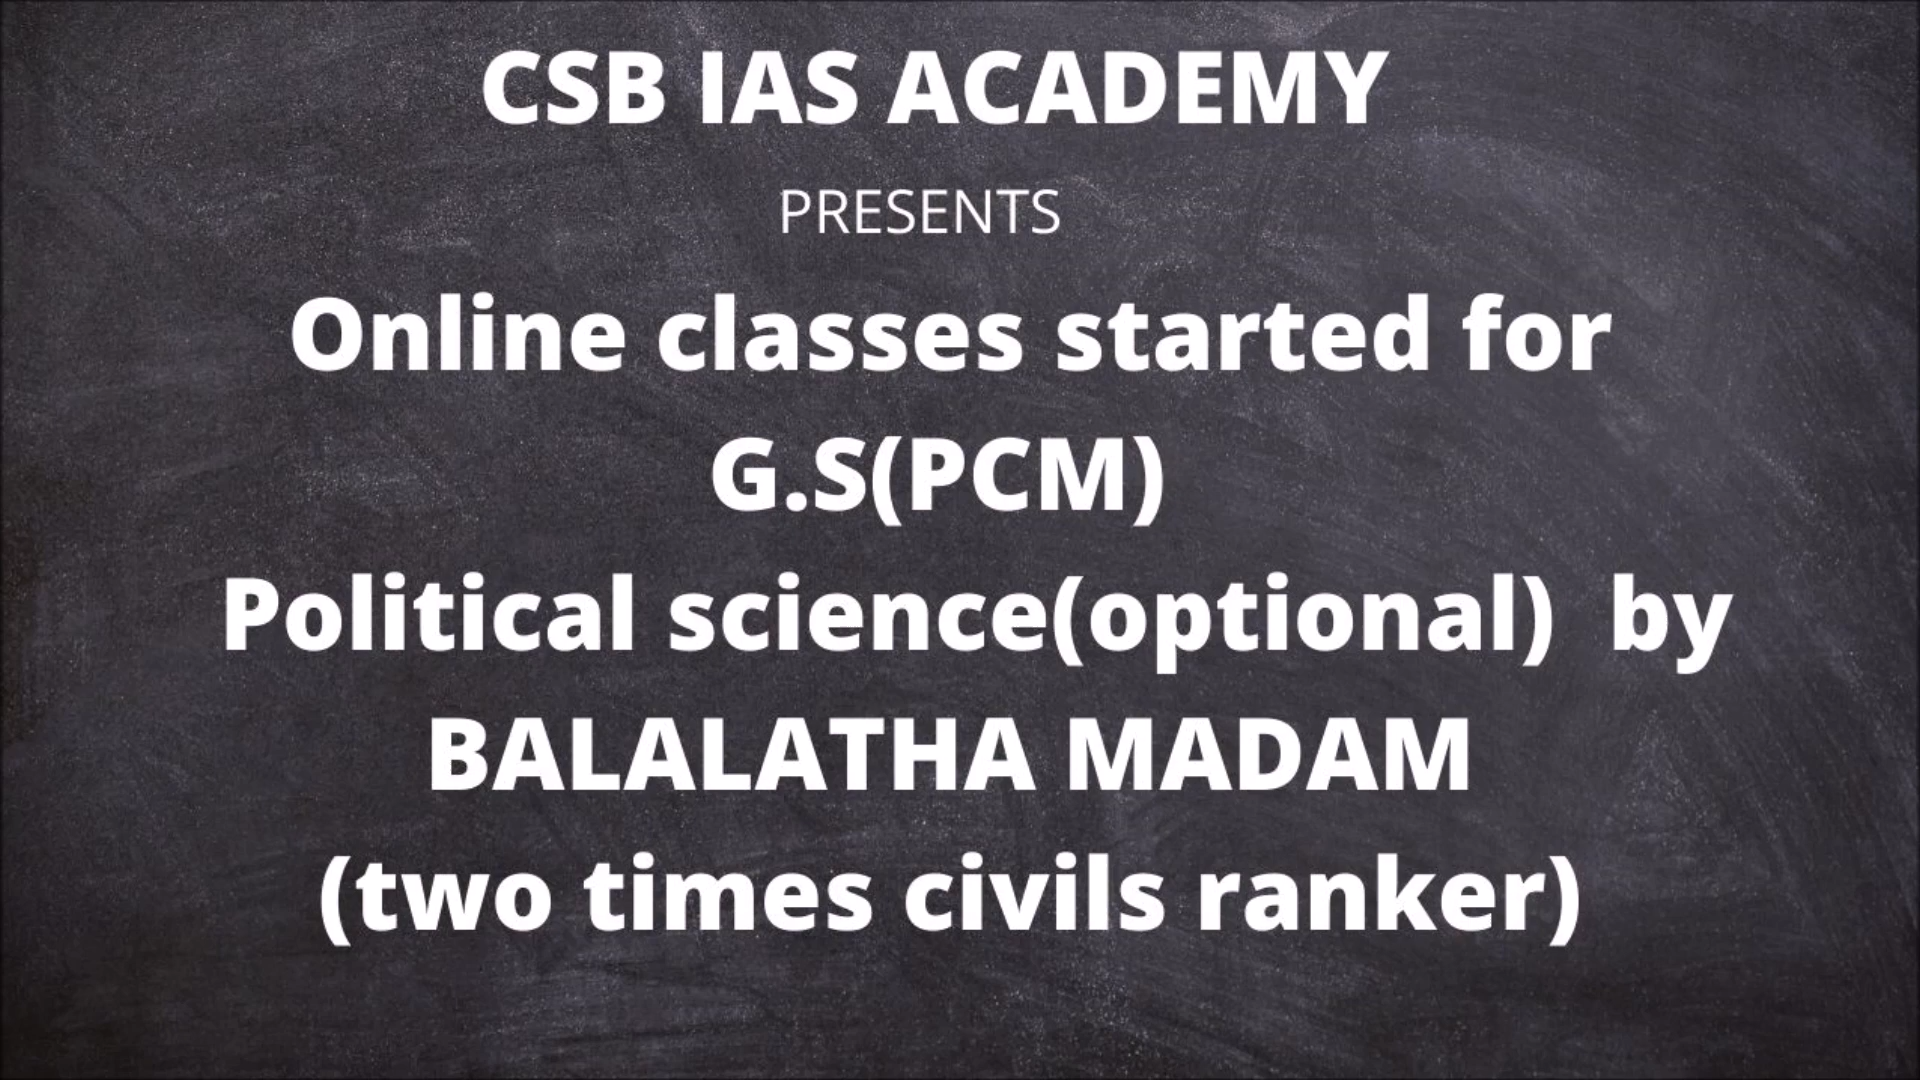 CSB IAS ACADEMY
PRESENTS
Online classes started for
G.S(PCM)
Political science(optional)  by
BALALATHA MADAM
(two times civils ranker)